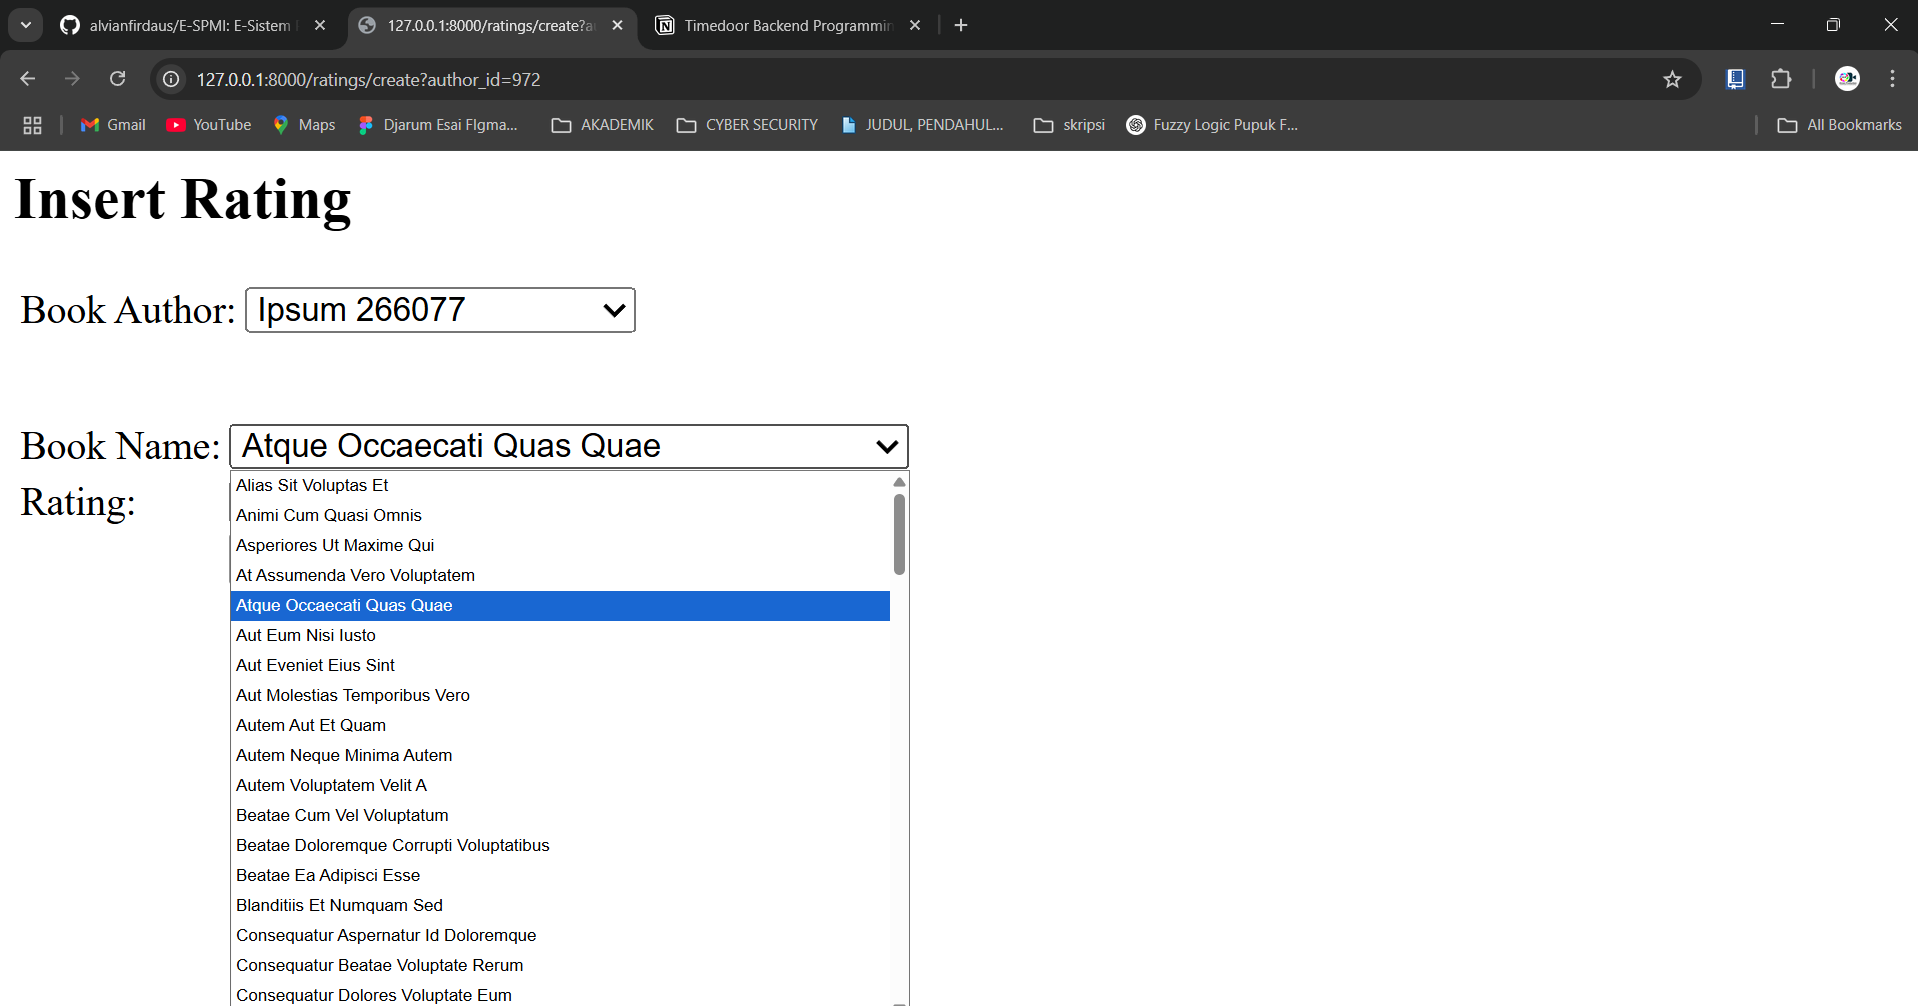 alvianfirdaus/E-SPMI: E-Sistem
127.0.0.1:8000/ratings/create?a
Timedoor Backend Programmin
127.0.0.1:8000/ratings/create?author_id=972
Gmail YouTube Maps Djarum Esai FIgma... AKADEMIK CYBER SECURITY JUDUL, PENDAHUL... skripsi Fuzzy Logic Pupuk F... All Bookmarks
Insert Rating
Book Author: Ipsum 266077
Book Name: Atque Occaecati Quas Quae
Rating:
Alias Sit Voluptas Et
Animi Cum Quasi Omnis
Asperiores Ut Maxime Qui
At Assumenda Vero Voluptatem
Atque Occaecati Quas Quae
Aut Eum Nisi Iusto
Aut Eveniet Eius Sint
Aut Molestias Temporibus Vero
Autem Aut Et Quam
Autem Neque Minima Autem
Autem Voluptatem Velit A
Beatae Cum Vel Voluptatum
Beatae Doloremque Corrupti Voluptatibus
Beatae Ea Adipisci Esse
Blanditiis Et Numquam Sed
Consequatur Aspernatur Id Doloremque
Consequatur Beatae Voluptate Rerum
Consequatur Dolores Voluptate Eum